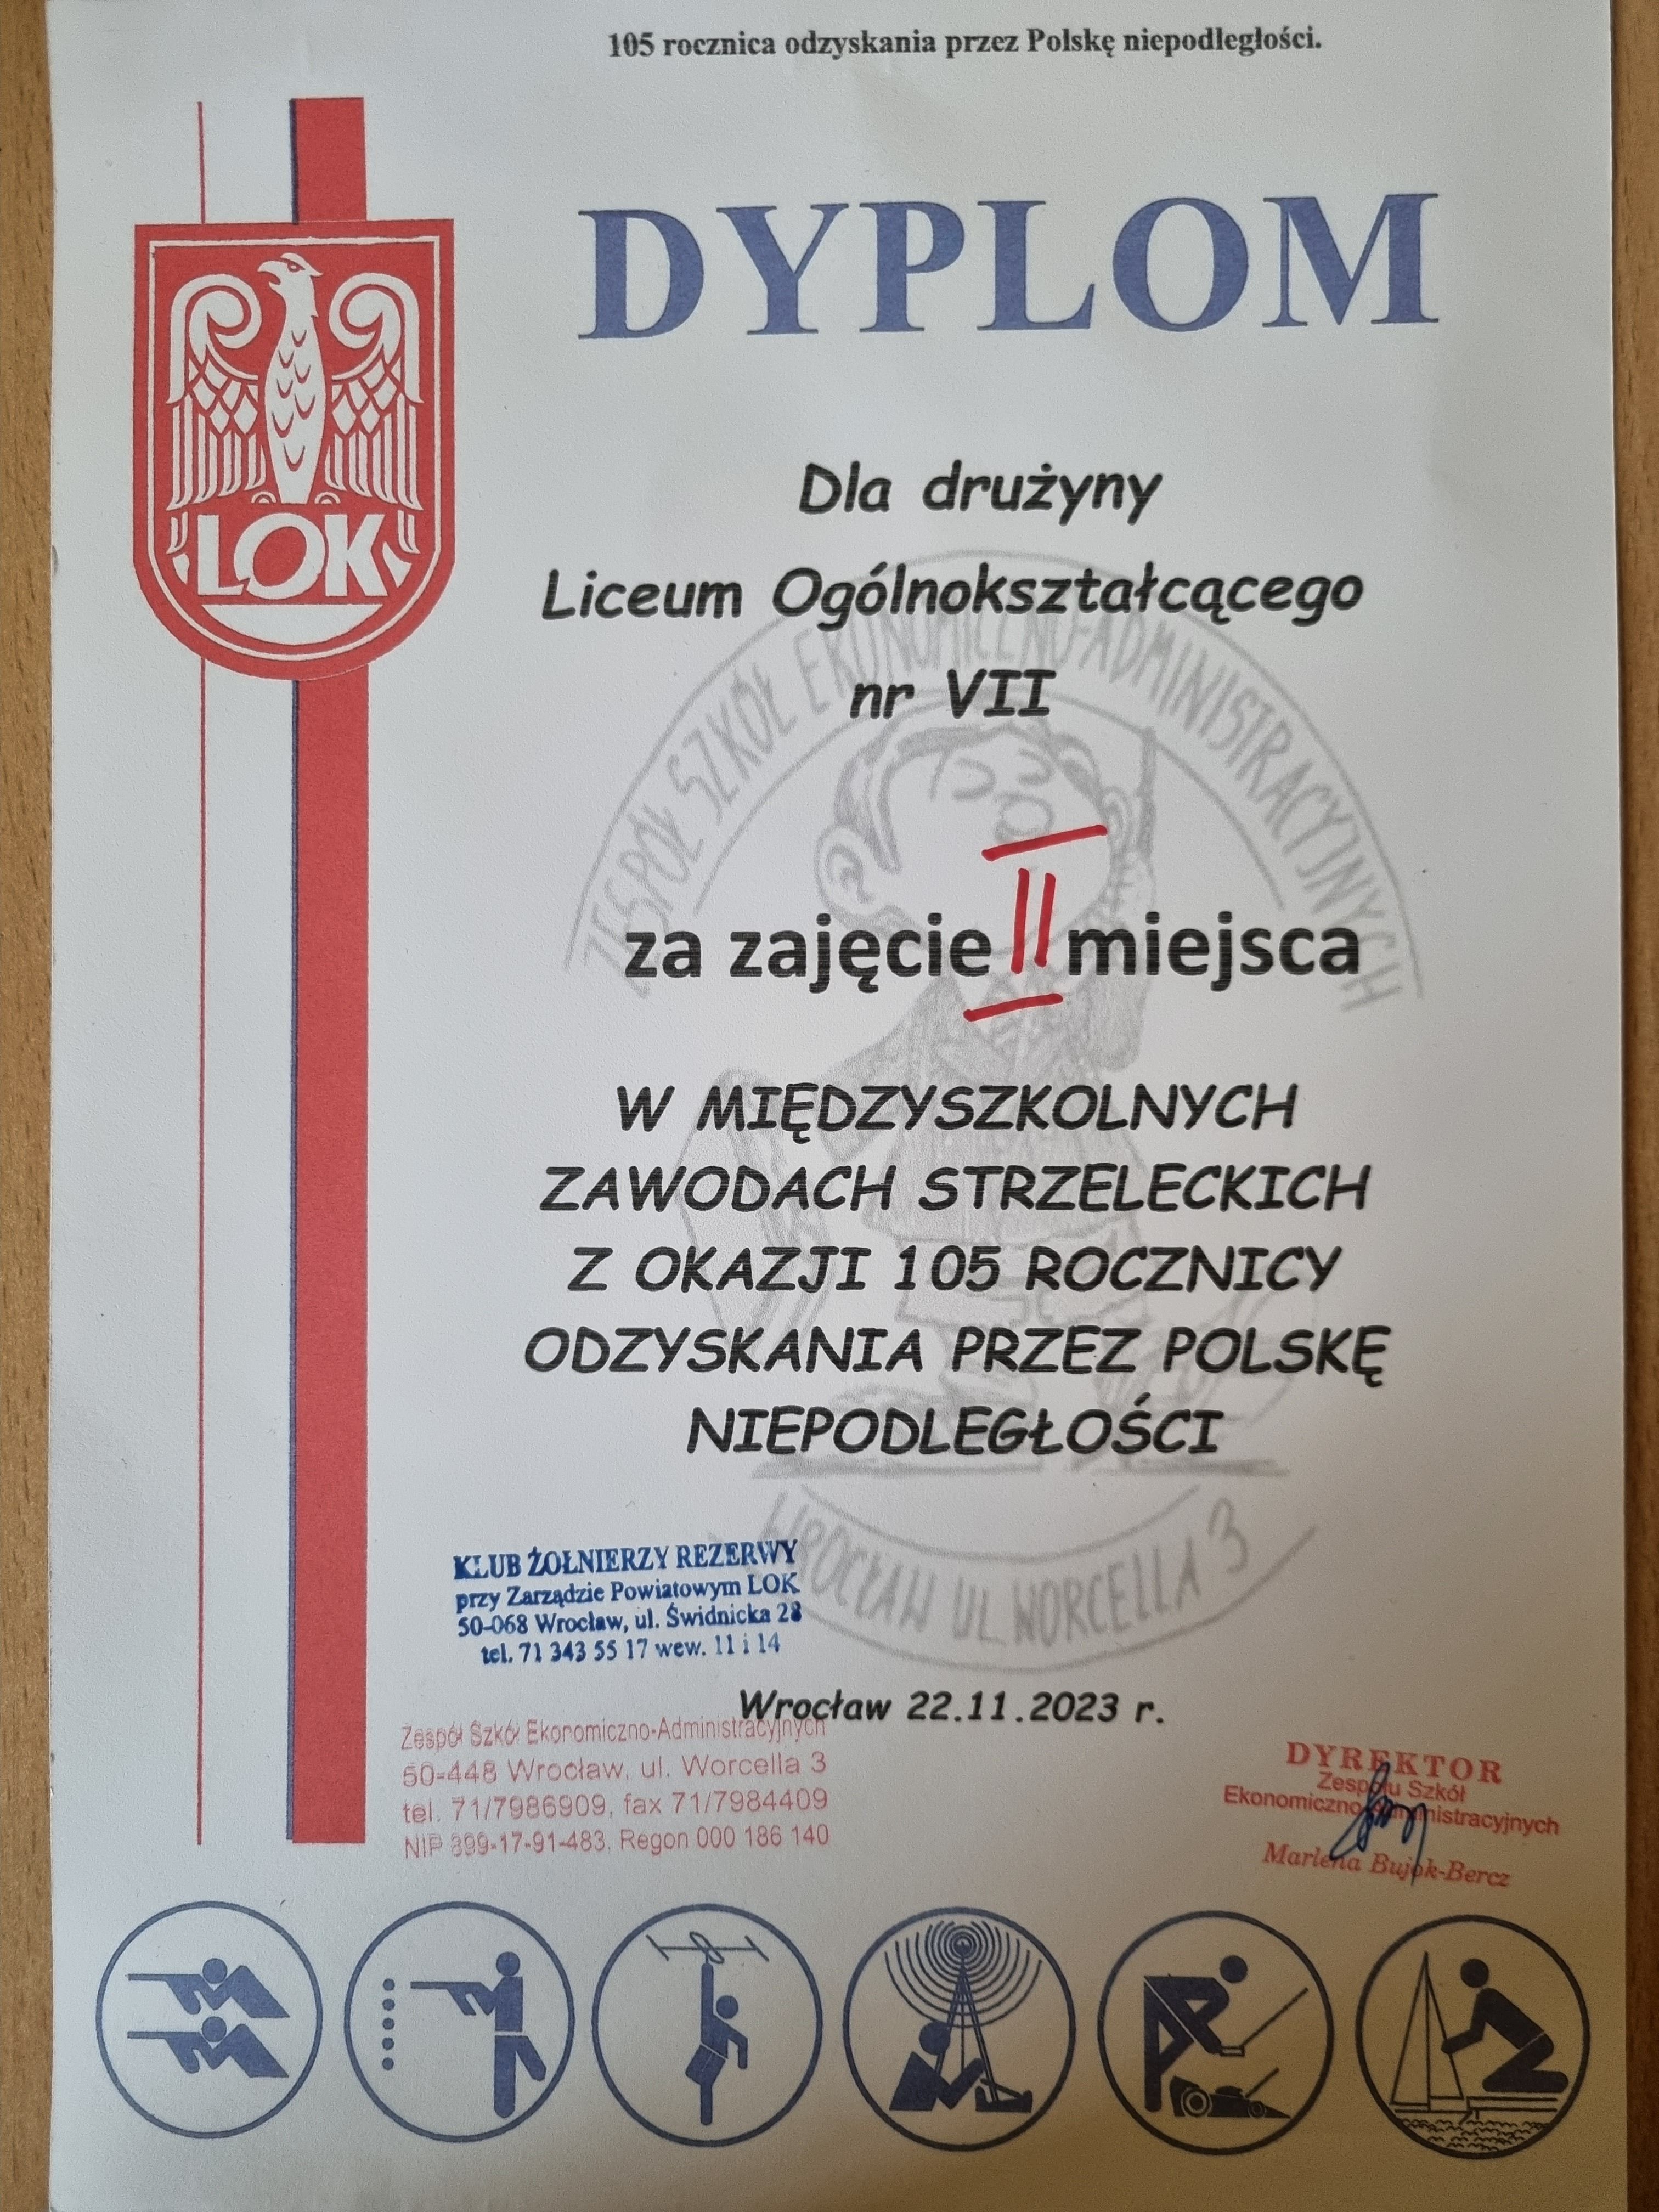 105 rocznica odzyskania przez Polskę niepodległości.
DYPLOM
LOK
Dla drużyny
Liceum Ogólnokształcącego
nr VII
ZESPÓŁ SZKÓŁ EKONOMICZNO-ADMINISTRACYJNYCH
za zajęcie II miejsca
W MIĘDZYSZKOLNYCH
ZAWODACH STRZELECKICH
Z OKAZJI 105 ROCZNICY
ODZYSKANIA PRZEZ POLSKĘ
NIEPODLEGŁOŚCI
WROCŁAW UL. WORCELLA 3
KLUB ŻOŁNIERZY REZERWY
przy Zarządzie Powiatowym LOK
50-068 Wrocław, ul. Świdnicka 28
tel. 71 343 55 17 wew. 11 i 14
Wrocław 22.11.2023 r.
Zespół Szkół Ekonomiczno-Administracyjnych
50-448 Wrocław, ul. Worcella 3
tel. 71/7986909, fax 71/7984409
NIP 899-17-91-483, Regon 000 186 140
DYREKTOR
Zespołu Szkół
Ekonomiczno-Administracyjnych
Marlena Bujok-Bercz